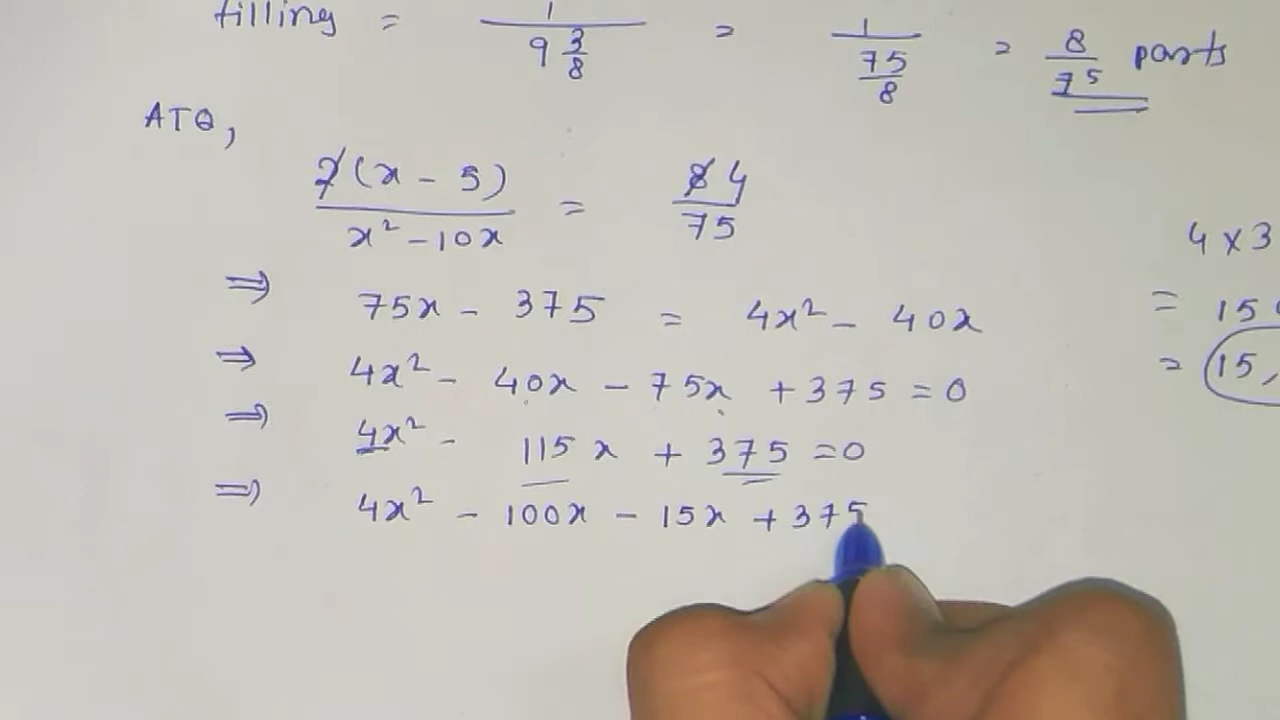 filling = 1 / 9 3/8 = 1 / 75/8 = 8/75 parts
ATQ,
2(x - 5) / x² - 10x = 8 4 / 75
4 x 3
⇒ 75x - 375 = 4x² - 40x
= 15
⇒ 4x² - 40x - 75x + 375 = 0
= 15,
⇒ 4x² - 115x + 375 = 0
⇒ 4x² - 100x - 15x + 375